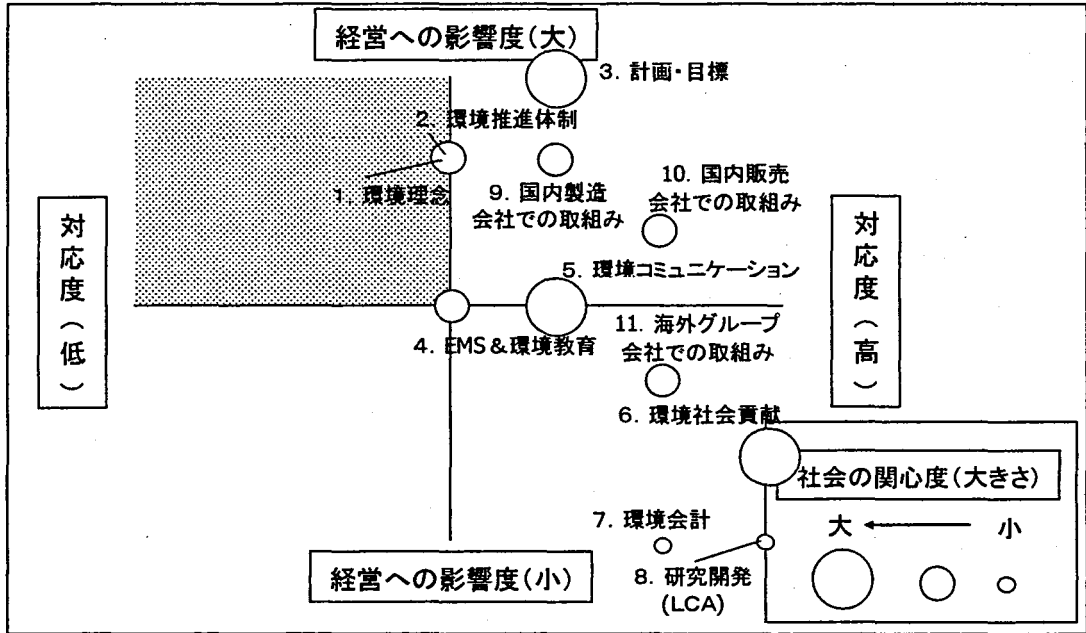 経営への影響度(大)
3. 計画・目標
2. 環境推進体制
1. 環境理念
9. 国内製造
会社での取組み
10. 国内販売
会社での取組み
対応度(低)
対応度(高)
5. 環境コミュニケーション
4. EMS&環境教育
11. 海外グループ
会社での取組み
6. 環境社会貢献
社会の関心度(大きさ)
大
小
7. 環境会計
8. 研究開発
(LCA)
経営への影響度(小)